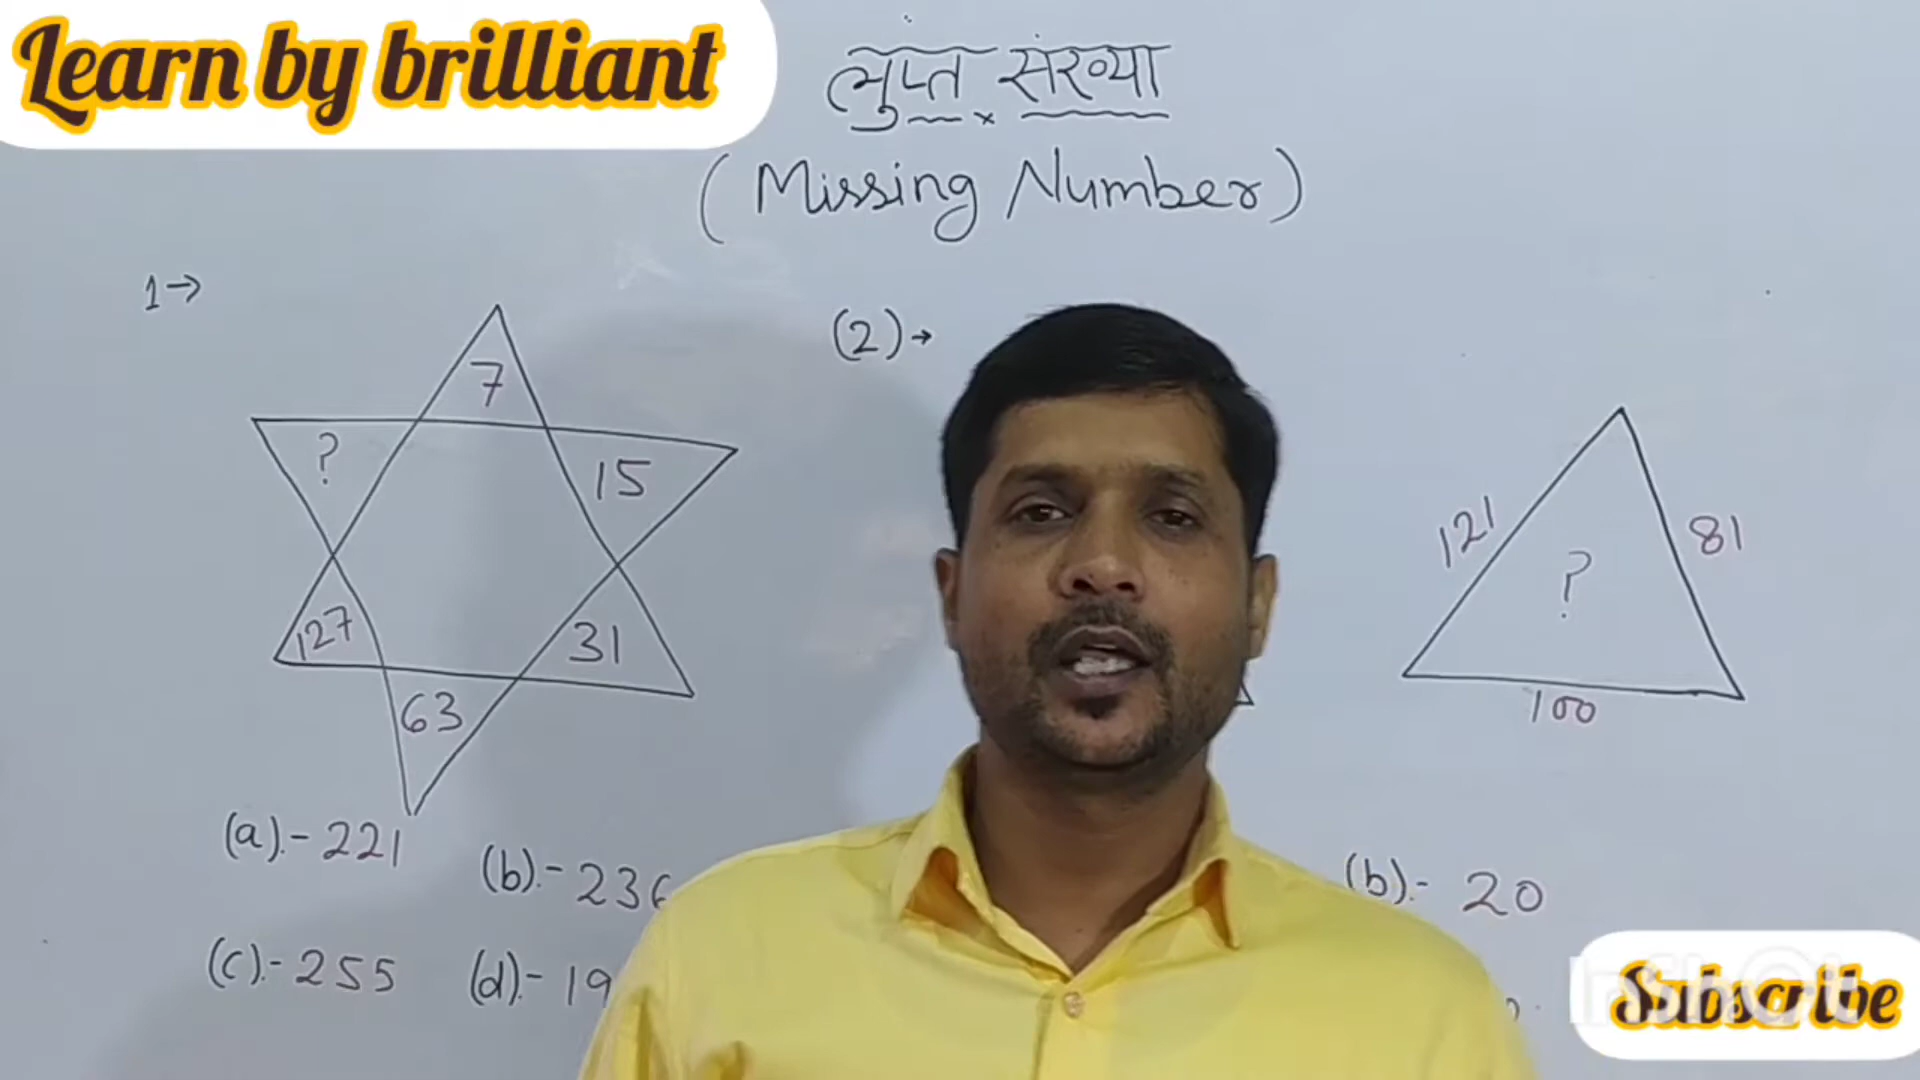 Learn by brilliant
लुप्त संख्या
(Missing Number)
1→
7
?
15
127
31
63
(a).- 221
(b).- 236
(c).- 255
(d).- 19
(2)→
121
81
?
100
(b).- 20
Subscribe